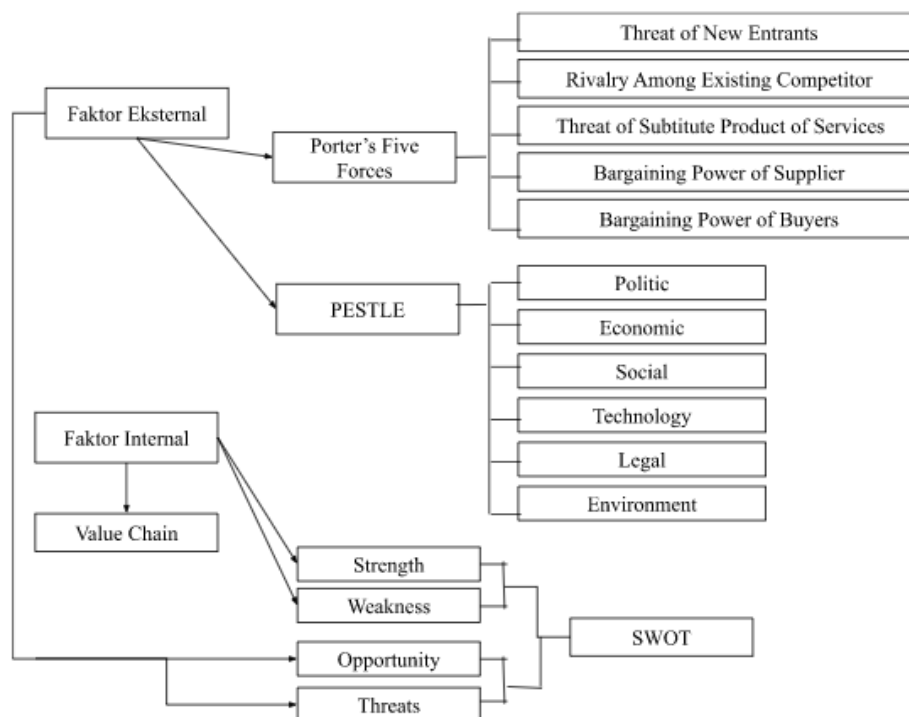 Threat of New Entrants
Rivalry Among Existing Competitor
Faktor Eksternal
Threat of Subtitute Product of Services
Porter's Five
Forces
Bargaining Power of Supplier
Bargaining Power of Buyers
Politic
PESTLE
Economic
Social
Technology
Faktor Internal
Legal
Environment
Value Chain
Strength
Weakness
SWOT
Opportunity
Threats